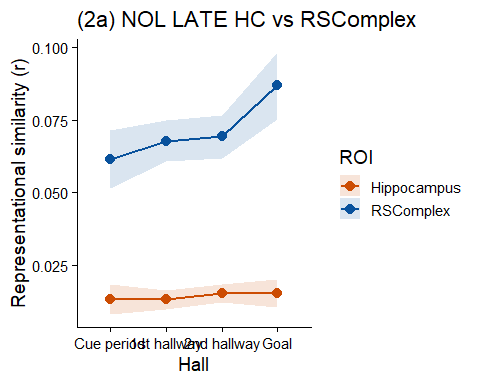 (2a) NOL LATE HC vs RSComplex
Representational similarity (r)
0.100
0.075
0.050
0.025
Cue period 1st hallway 2nd hallway Goal
Hall
ROI
Hippocampus
RSComplex